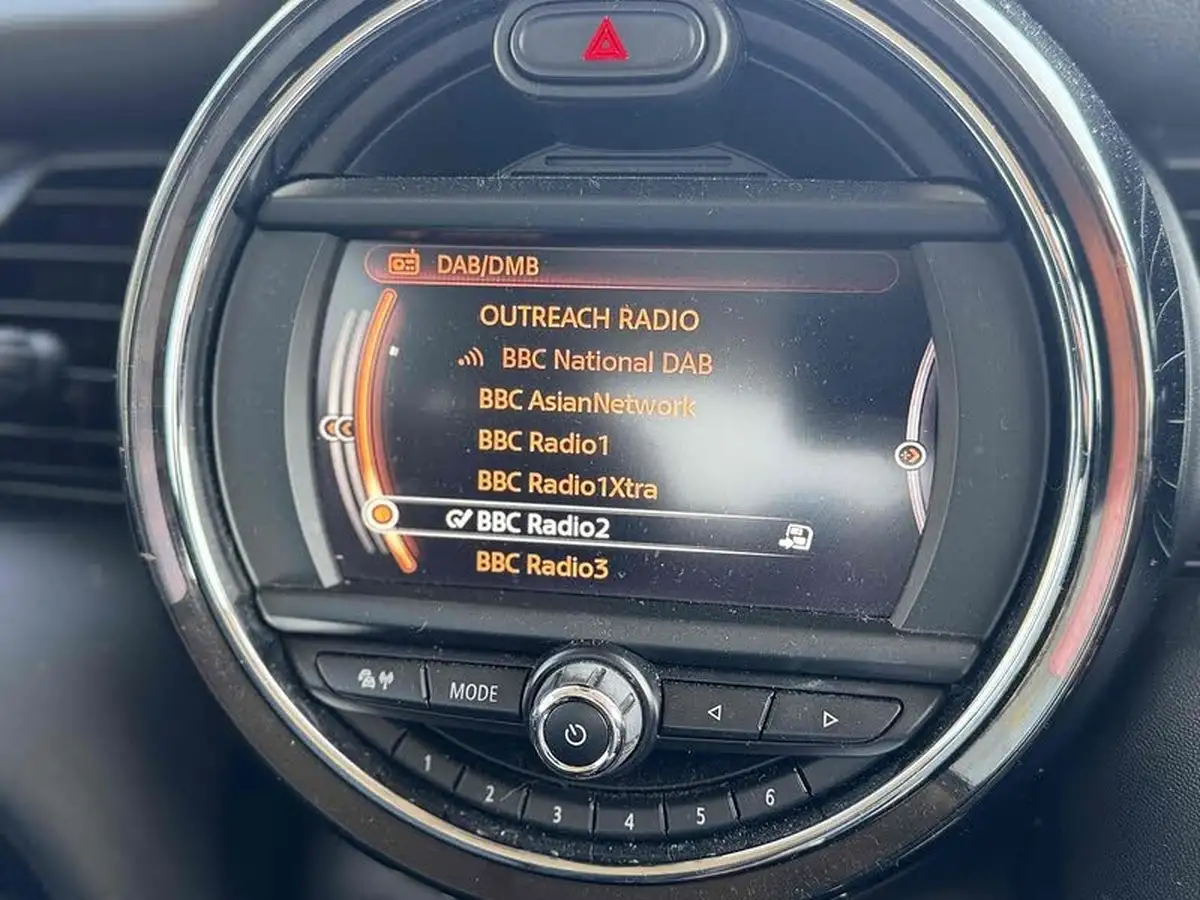 DAB/DMB
OUTREACH RADIO
BBC National DAB
BBC AsianNetwork
BBC Radio1
BBC Radio1Xtra
BBC Radio2
BBC Radio3
MODE
1
2
3
4
5
6